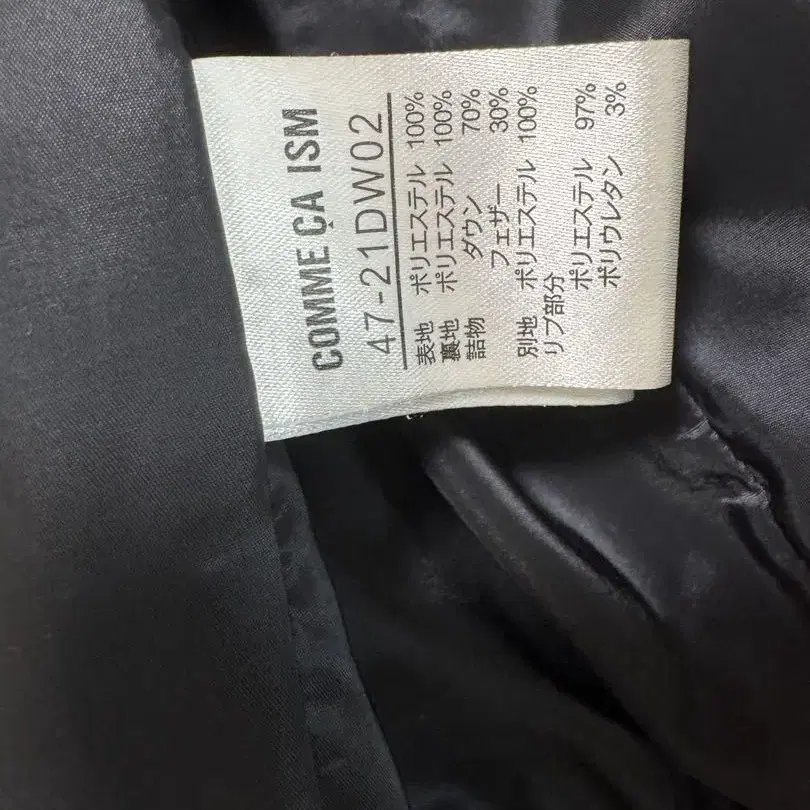 COMME ÇA ISM
47-21DW02
表地 ポリエステル 100%
裏地 ポリエステル 100%
詰物 ダウン 70%
フェザー 30%
別地 ポリエステル 100%
リブ部分
ポリエステル 97%
ポリウレタン 3%